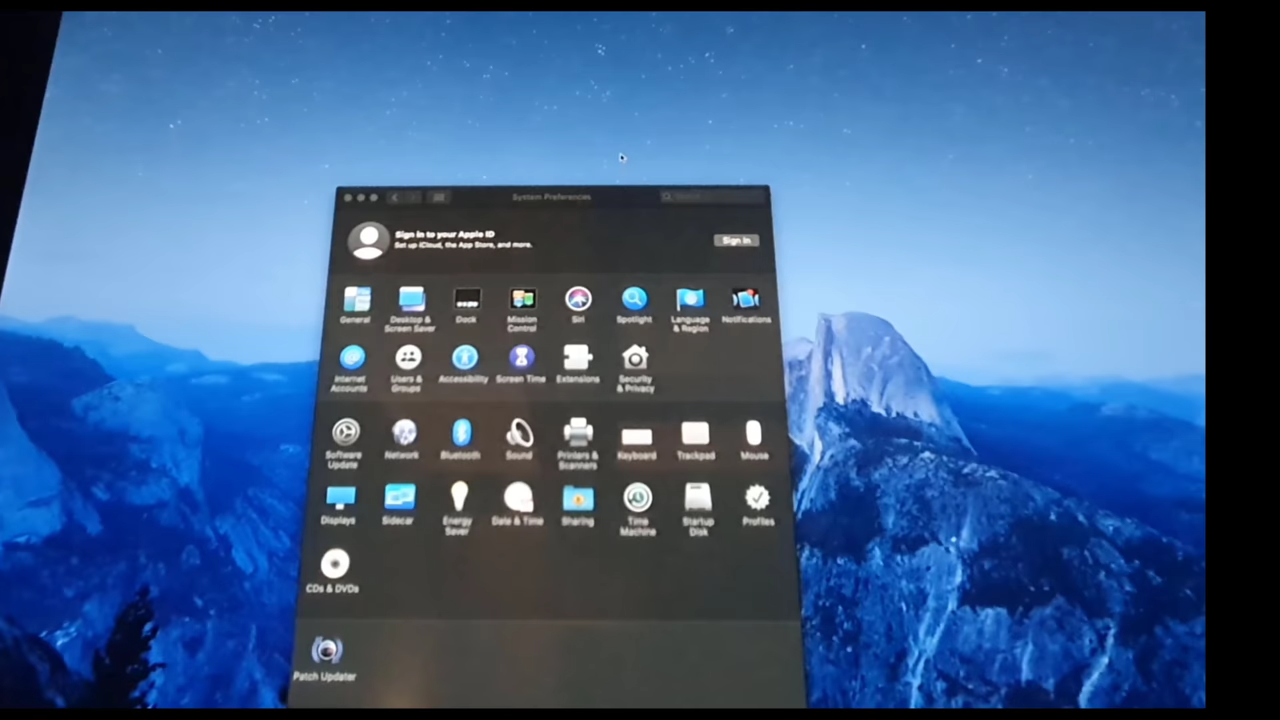 System Preferences
Sign in to your Apple ID
Set up iCloud, the App Store, and more.
Sign In
General
Desktop &
Screen Saver
Dock
Mission
Control
Siri
Spotlight
Language
& Region
Notifications
Internet
Accounts
Users &
Groups
Accessibility
Screen Time
Extensions
Security
& Privacy
Software
Update
Network
Bluetooth
Sound
Printers &
Scanners
Keyboard
Trackpad
Mouse
Displays
Sidecar
Energy
Saver
Date & Time
Sharing
Time
Machine
Startup
Disk
Profiles
CDs & DVDs
Patch Updater